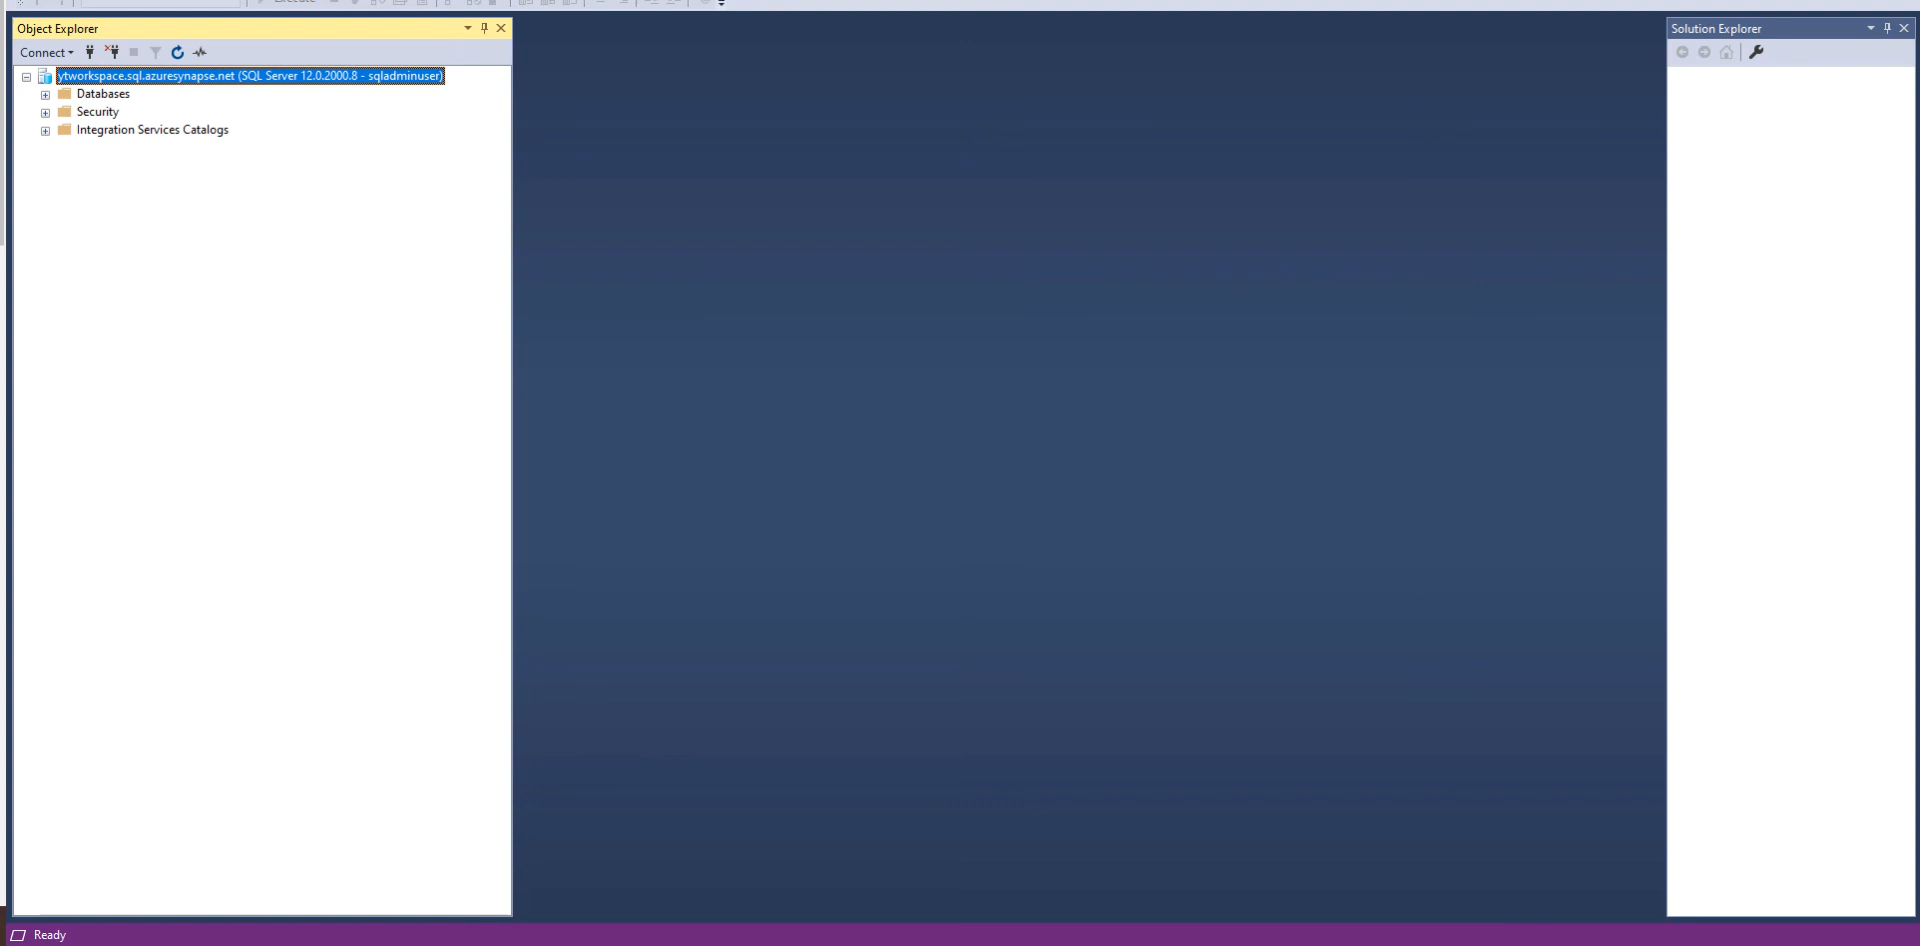 Execute
Object Explorer
Connect
ytworkspace.sql.azuresynapse.net (SQL Server 12.0.2000.8 - sqladminuser)
Databases
Security
Integration Services Catalogs
Solution Explorer
Ready